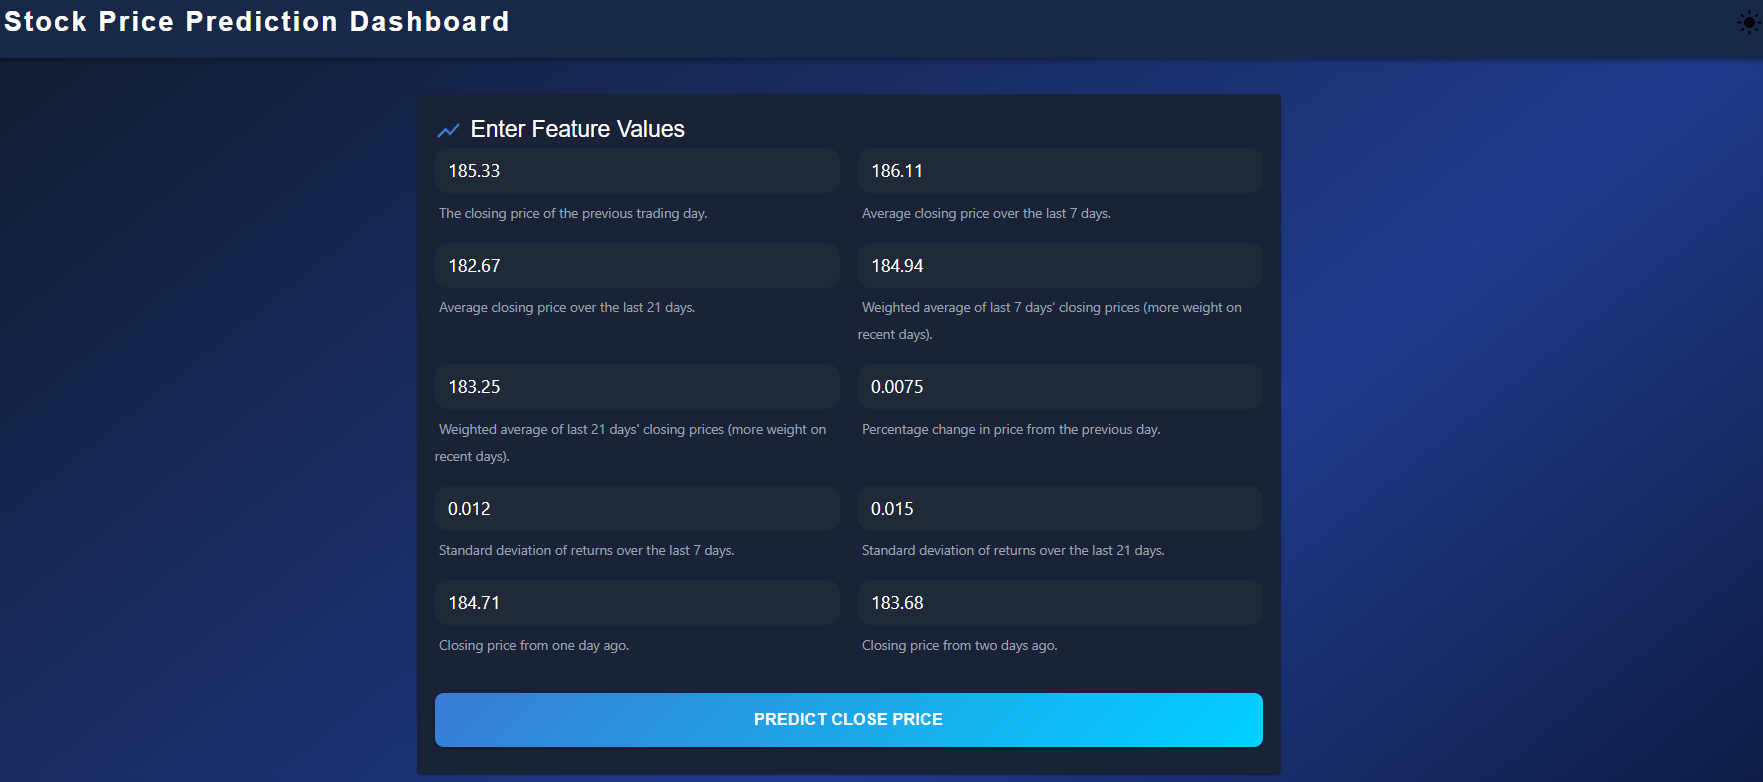 Stock Price Prediction Dashboard
Enter Feature Values
185.33
The closing price of the previous trading day.
186.11
Average closing price over the last 7 days.
182.67
Average closing price over the last 21 days.
184.94
Weighted average of last 7 days' closing prices (more weight on
recent days).
183.25
Weighted average of last 21 days' closing prices (more weight on
recent days).
0.0075
Percentage change in price from the previous day.
0.012
Standard deviation of returns over the last 7 days.
0.015
Standard deviation of returns over the last 21 days.
184.71
Closing price from one day ago.
183.68
Closing price from two days ago.
PREDICT CLOSE PRICE